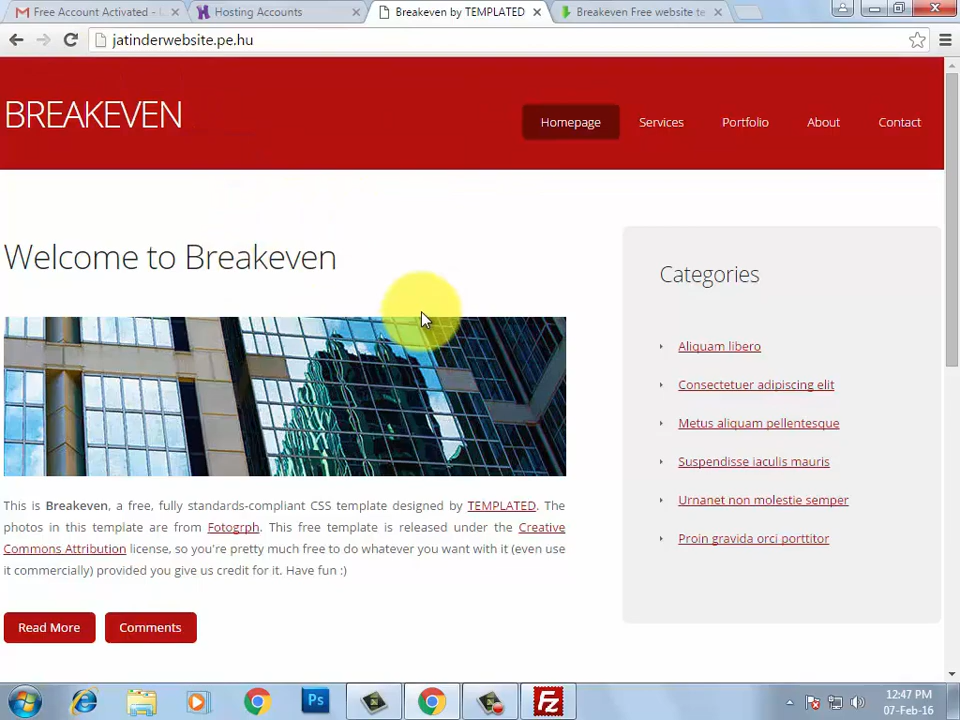 Free Account Activated -
Hosting Accounts
Breakeven by TEMPLATED
Breakeven Free website te
jatinderwebsite.pe.hu
BREAKEVEN
Homepage
Services
Portfolio
About
Contact
Welcome to Breakeven
This is Breakeven, a free, fully standards-compliant CSS template designed by TEMPLATED. The
photos in this template are from Fotogrph. This free template is released under the Creative
Commons Attribution license, so you're pretty much free to do whatever you want with it (even use
it commercially) provided you give us credit for it. Have fun :)
Read More
Comments
Categories
Aliquam libero
Consectetuer adipiscing elit
Metus aliquam pellentesque
Suspendisse iaculis mauris
Urnanet non molestie semper
Proin gravida orci porttitor
Ps
Fz
12:47 PM
07-Feb-16